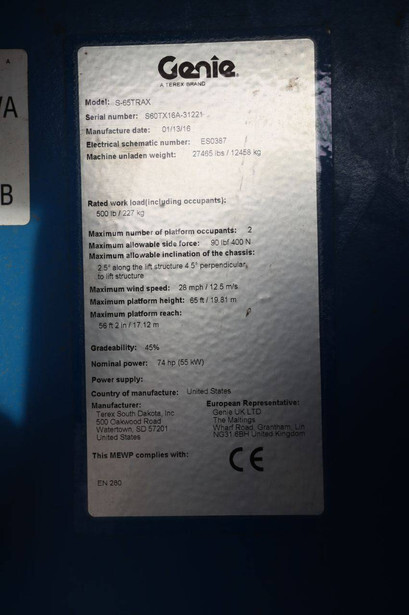 Genie
A TEREX BRAND
Model: S-65TRAX
Serial number: S60TX16A-31221
Manufacture date: 01/13/16
Electrical schematic number: ES0387
Machine unladen weight: 27465 lbs / 12458 kg
Rated work load(including occupants):
500 lb / 227 kg
Maximum number of platform occupants: 2
Maximum allowable side force: 90 lbf 400 N
Maximum allowable inclination of the chassis:
2.5° along the lift structure 4.5° perpendicular
to lift structure
Maximum wind speed: 28 mph / 12.5 m/s
Maximum platform height: 65 ft / 19.81 m
Maximum platform reach:
56 ft 2 in / 17.12 m
Gradeability: 45%
Nominal power: 74 hp (55 kW)
Power supply:
Country of manufacture: United States
Manufacturer:
Terex South Dakota, Inc
500 Oakwood Road
Watertown, SD 57201
United States
European Representative:
Genie UK LTD
The Maltings
Wharf Road, Grantham, Lin
NG31 6BH United Kingdom
This MEWP complies with:
CE
EN 280
/A
B